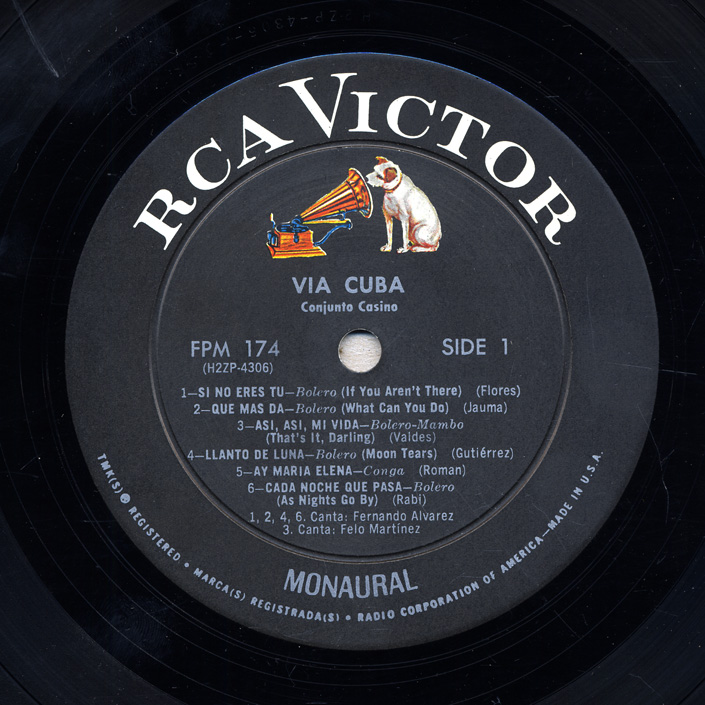 RCA VICTOR
VIA CUBA
Conjunto Casino
FPM 174
(H2ZP-4306)
SIDE 1
1—SI NO ERES TU—Bolero (If You Aren't There) (Flores)
2—QUE MAS DA—Bolero (What Can You Do) (Jauma)
3—ASI, ASI, MI VIDA—Bolero-Mambo
(That's It, Darling) (Valdes)
4—LLANTO DE LUNA—Bolero (Moon Tears) (Gutiérrez)
5—AY MARIA ELENA—Conga (Roman)
6—CADA NOCHE QUE PASA—Bolero
(As Nights Go By) (Rabi)
1, 2, 4, 6. Canta: Fernando Alvarez
3. Canta: Felo Martínez
MONAURAL
TMK(S) ® REGISTERED • MARCA(S) REGISTRADA(S) • RADIO CORPORATION OF AMERICA—MADE IN U.S.A.